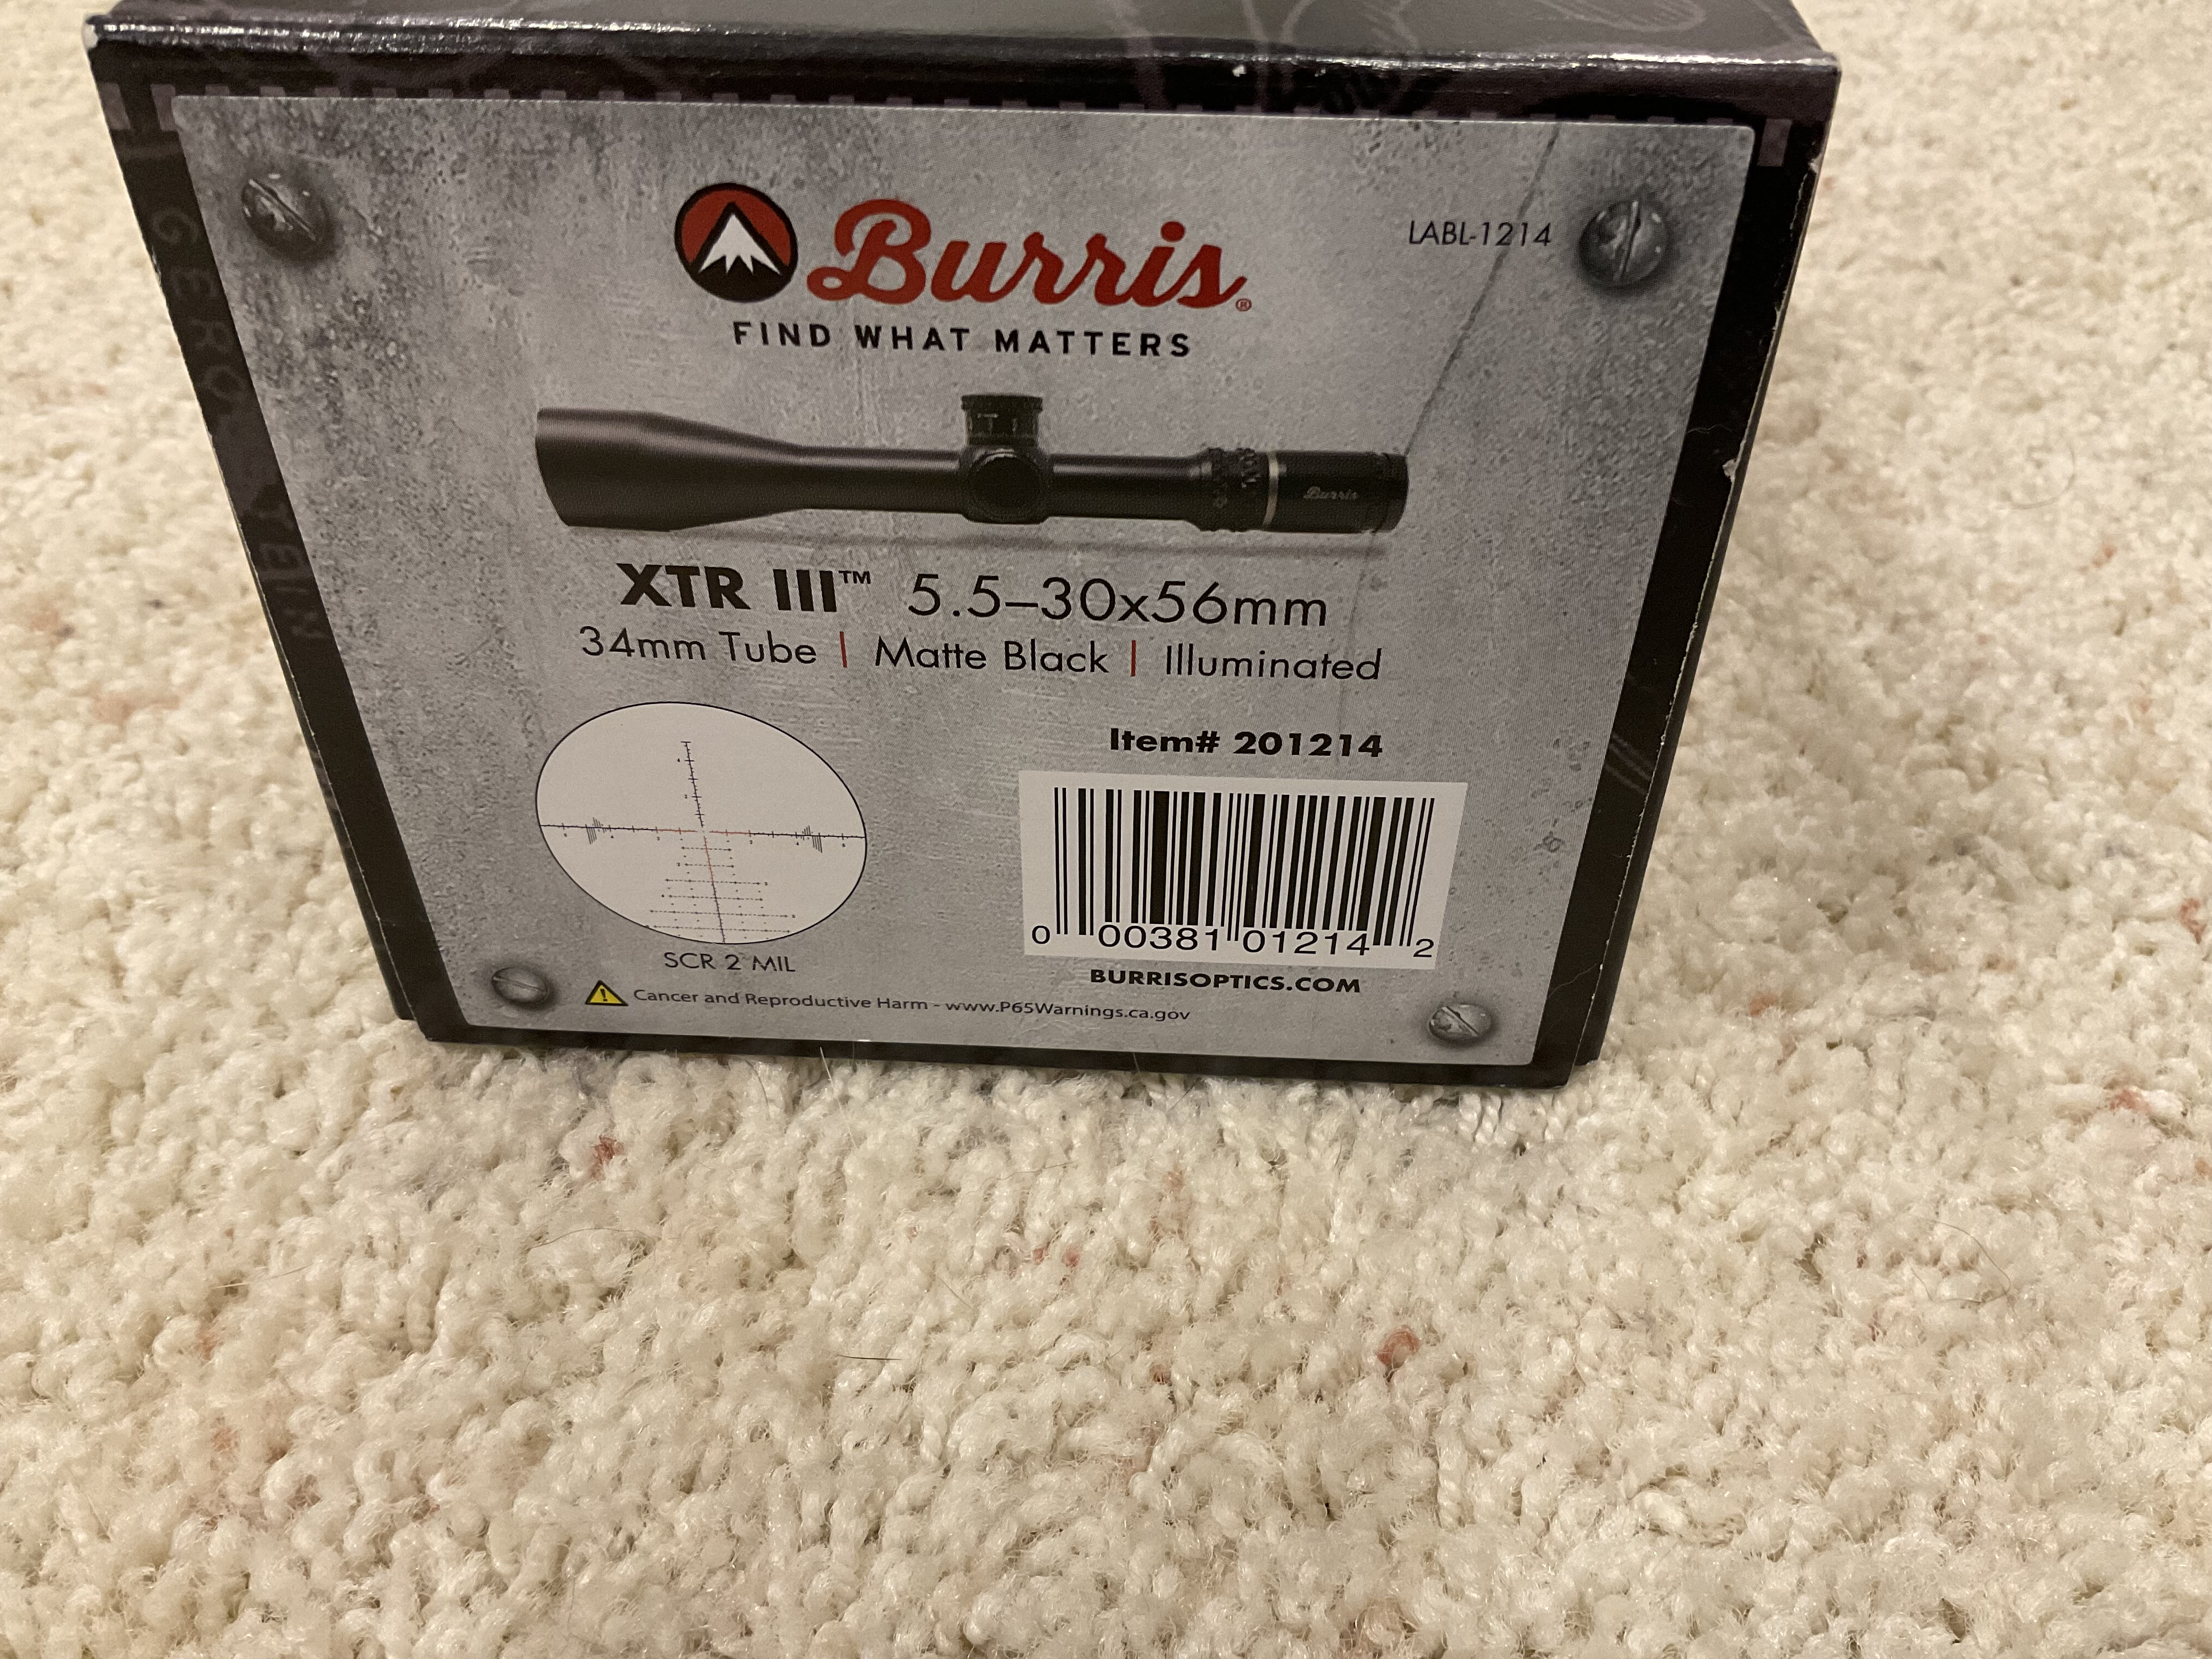 Burris®
LABL-1214
FIND WHAT MATTERS
Burris
XTR III™ 5.5–30x56mm
34mm Tube | Matte Black | Illuminated
Item# 201214
0 00381 01214 2
SCR 2 MIL
BURRISOPTICS.COM
Cancer and Reproductive Harm - www.P65Warnings.ca.gov